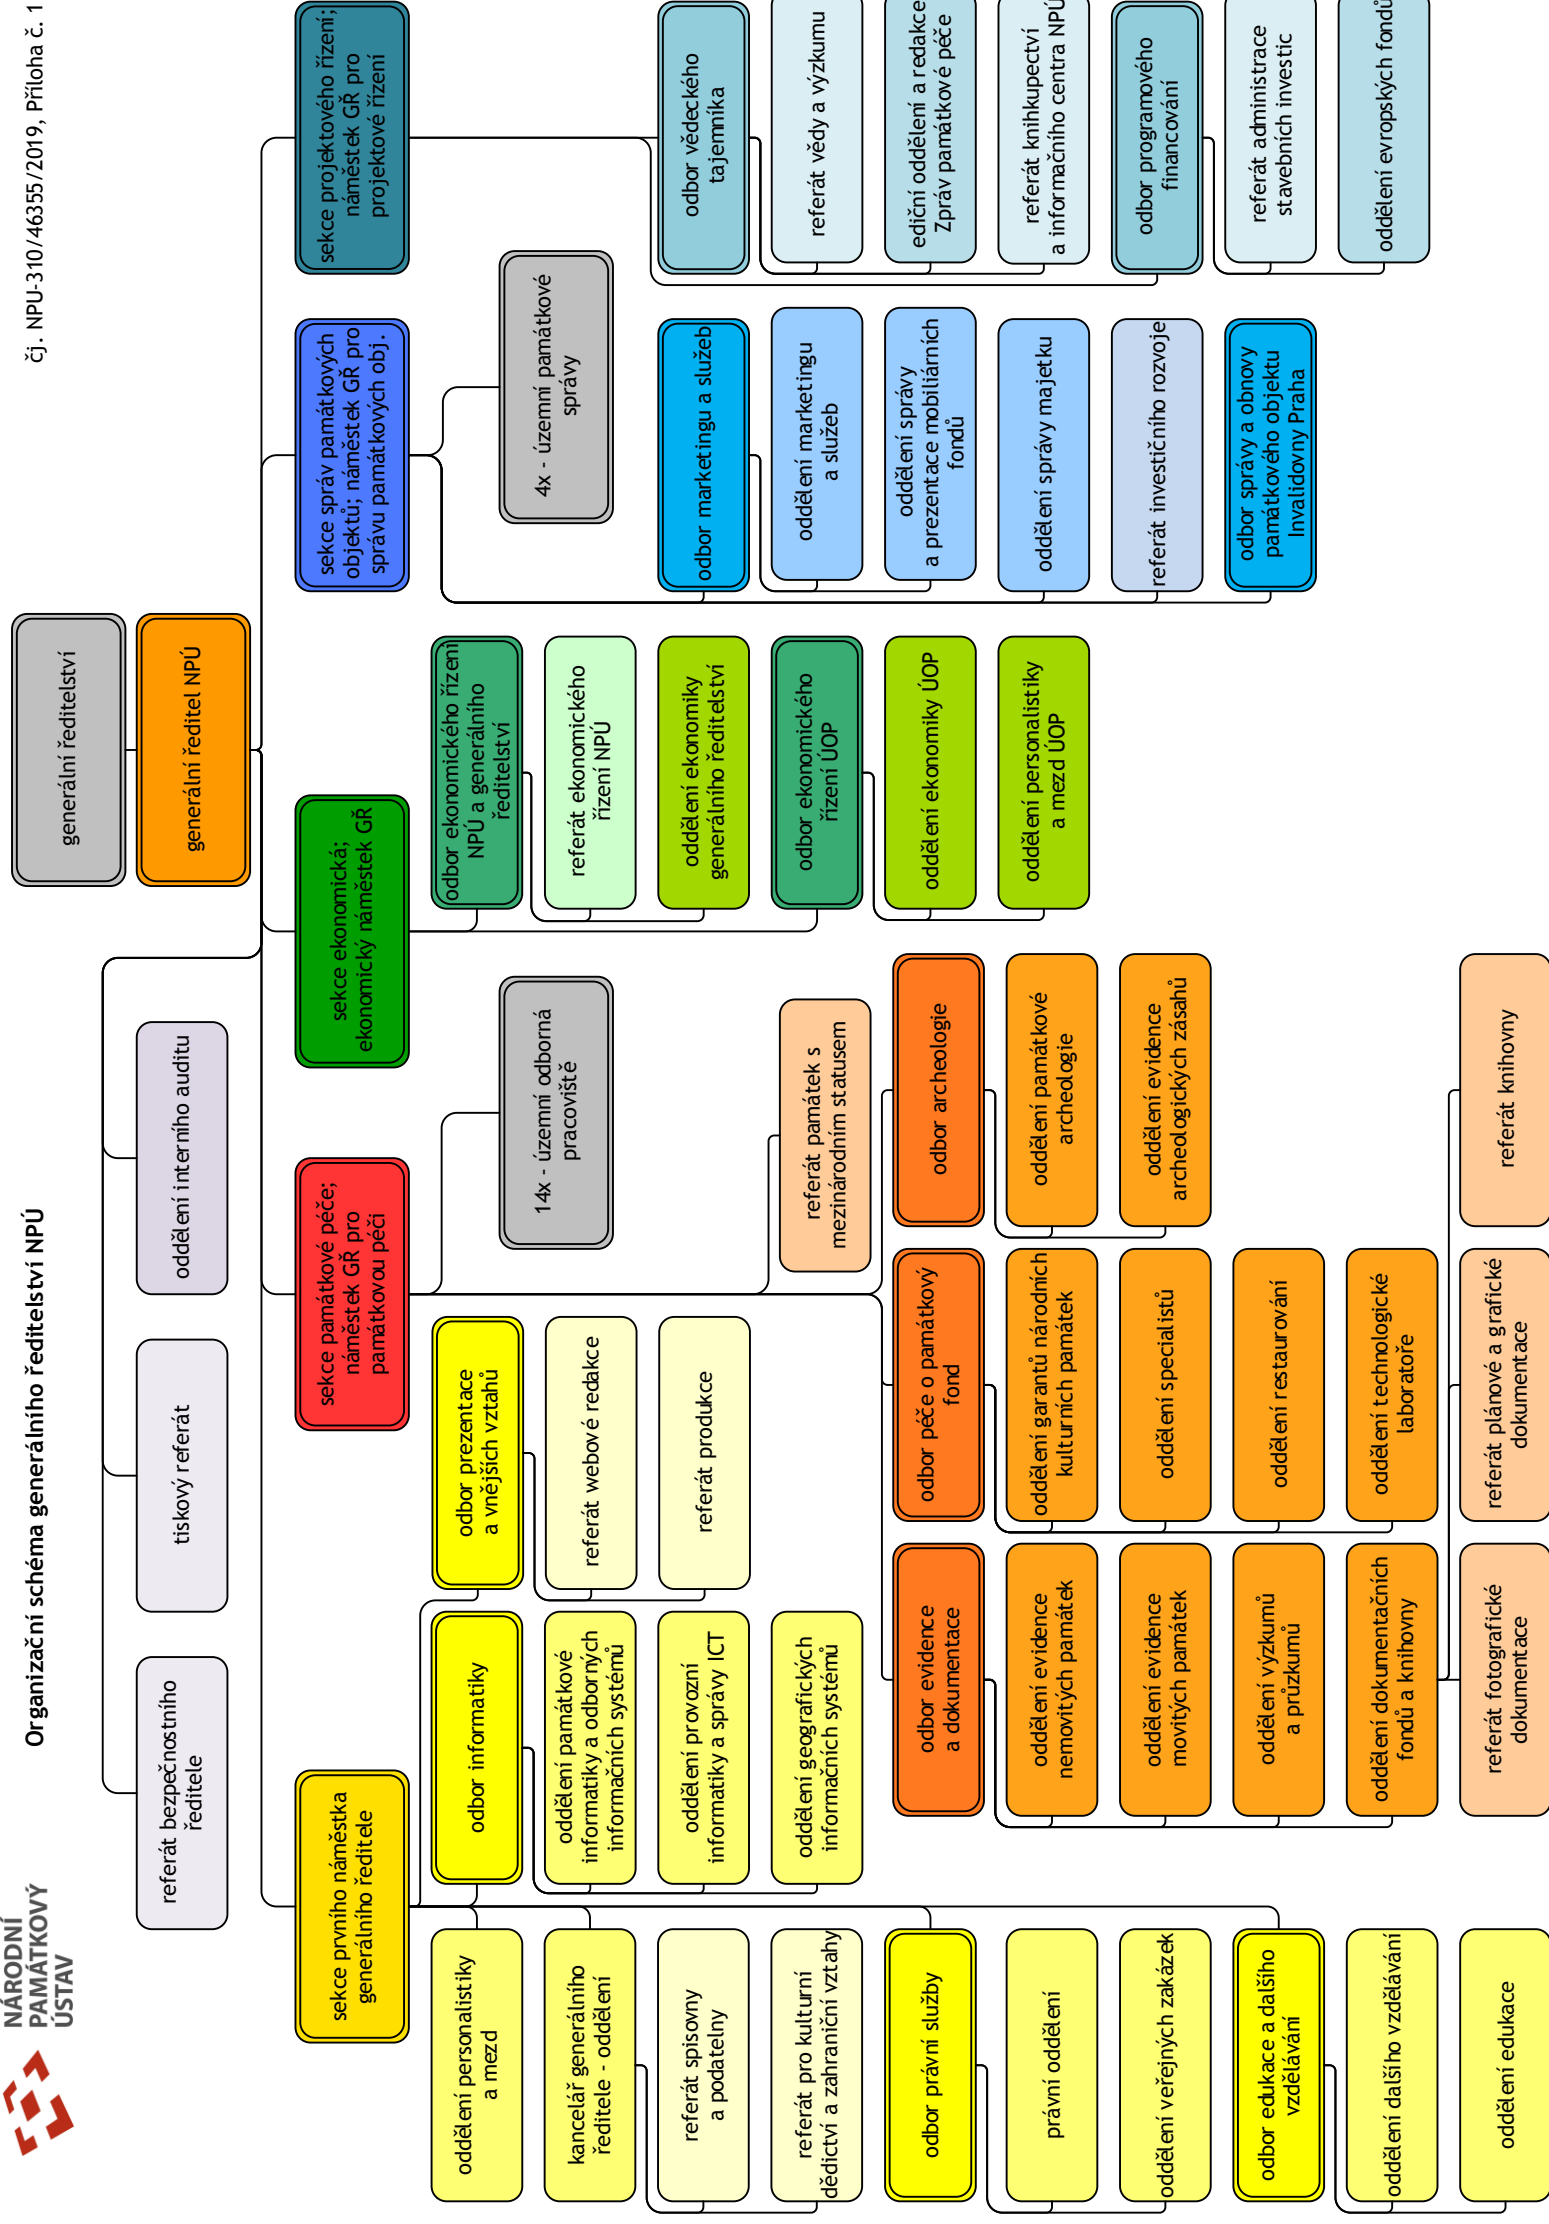 NÁRODNÍ
PAMÁTKOVÝ
ÚSTAV
Organizační schéma generálního ředitelství NPÚ
čj. NPU-310/46355/2019, Příloha č. 1
generální ředitelství
generální ředitel NPÚ
referát bezpečnostního
ředitele
tiskový referát
oddělení interního auditu
sekce prvního náměstka
generálního ředitele
sekce památkové péče;
náměstek GŘ pro
památkovou péči
sekce ekonomická;
ekonomický náměstek GŘ
sekce správ památkových
objektů; náměstek GŘ pro
správu památkových obj.
sekce projektového řízení;
náměstek GŘ pro
projektové řízení
oddělení personalistiky
a mezd
kancelář generálního
ředitele - oddělení
referát spisovny
a podatelny
referát pro kulturní
dědictví a zahraniční vztahy
odbor právní služby
právní oddělení
oddělení veřejných zakázek
odbor edukace a dalšího
vzdělávání
oddělení dalšího vzdělávání
oddělení edukace
odbor informatiky
oddělení památkové
informatiky a odborných
informačních systémů
oddělení provozní
informatiky a správy ICT
oddělení geografických
informačních systémů
odbor prezentace
a vnějších vztahů
referát webové redakce
referát produkce
14x - územní odborná
pracoviště
referát památek s
mezinárodním statusem
odbor evidence
a dokumentace
oddělení evidence
nemovitých památek
oddělení evidence
movitých památek
oddělení výzkumů
a průzkumů
oddělení dokumentačních
fondů a knihovny
referát fotografické
dokumentace
referát plánové a grafické
dokumentace
referát knihovny
odbor péče o památkový
fond
oddělení garantů národních
kulturních památek
oddělení specialistů
oddělení restaurování
oddělení technologické
laboratoře
odbor archeologie
oddělení památkové
archeologie
oddělení evidence
archeologických zásahů
odbor ekonomického řízení
NPÚ a generálního
ředitelství
referát ekonomického
řízení NPÚ
oddělení ekonomiky
generálního ředitelství
odbor ekonomického
řízení ÚOP
oddělení ekonomiky ÚOP
oddělení personalistiky
a mezd ÚOP
4x - územní památkové
správy
odbor marketingu a služeb
oddělení marketingu
a služeb
oddělení správy
a prezentace mobiliárních
fondů
oddělení správy majetku
referát investičního rozvoje
odbor správy a obnovy
památkového objektu
Invalidovny Praha
odbor vědeckého
tajemníka
referát vědy a výzkumu
ediční oddělení a redakce
Zpráv památkové péče
referát knihkupectví
a informačního centra NPÚ
odbor programového
financování
referát administrace
stavebních investic
oddělení evropských fondů